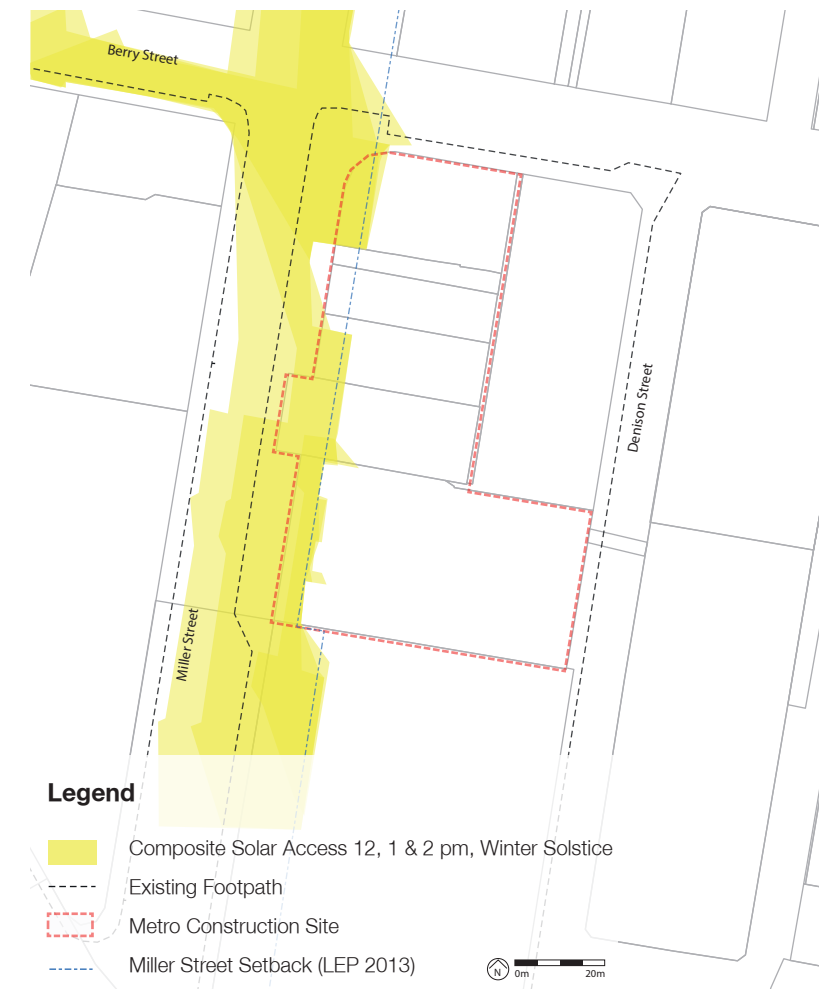 Berry Street
Denison Street
Miller Street
Legend
Composite Solar Access 12, 1 & 2 pm, Winter Solstice
Existing Footpath
Metro Construction Site
Miller Street Setback (LEP 2013)
N
0m 20m